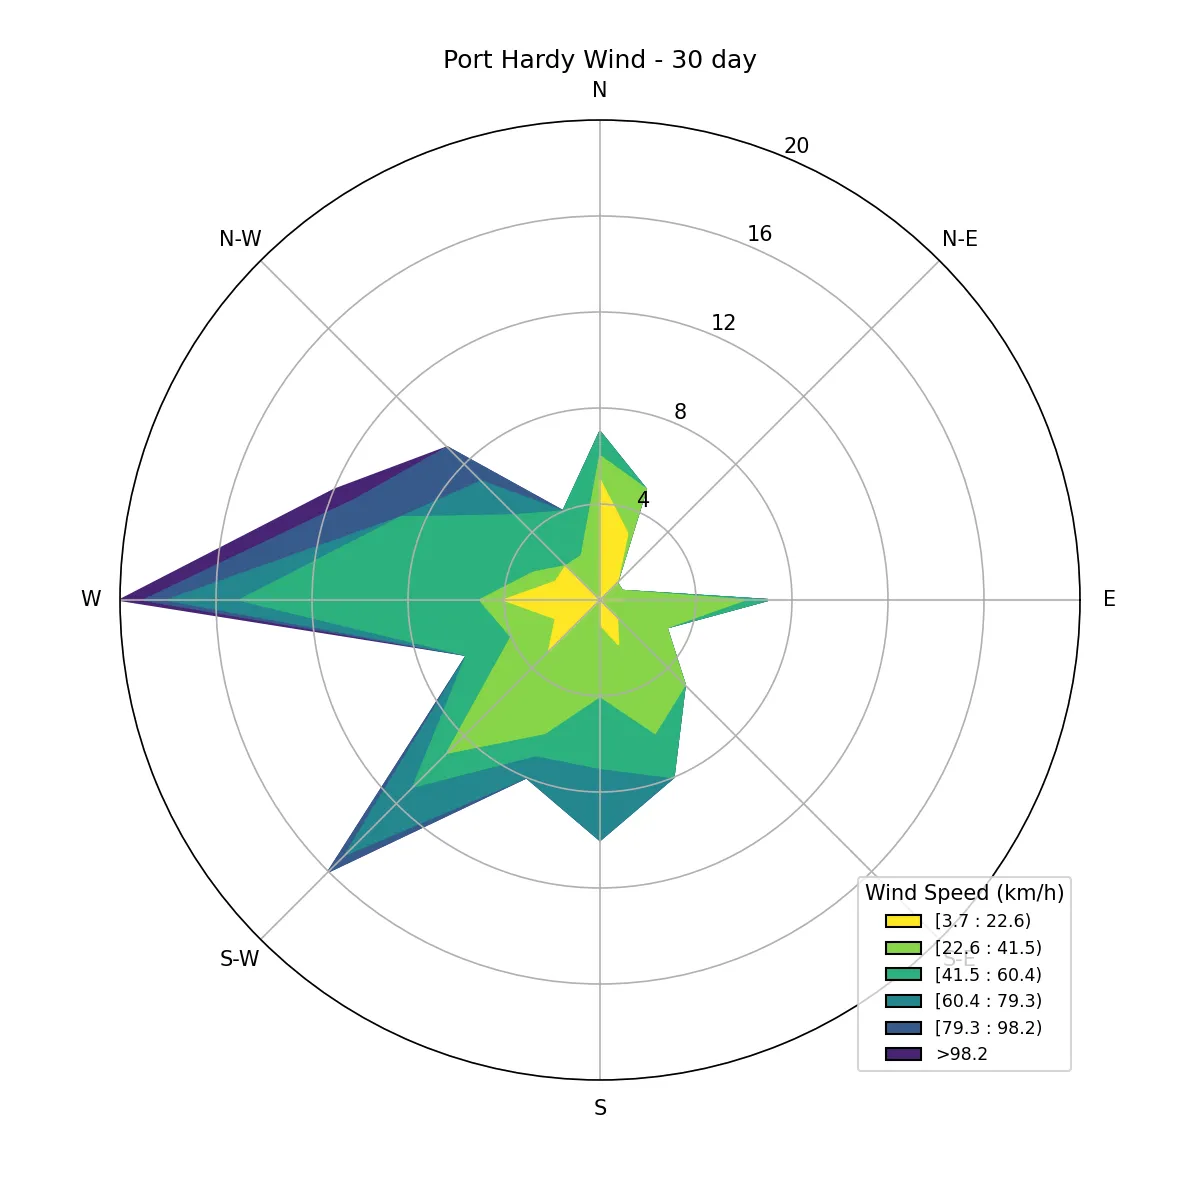 Port Hardy Wind - 30 day
N
20
N-W
16
N-E
12
8
4
W
E
Wind Speed (km/h)
[3.7 : 22.6)
[22.6 : 41.5)
S-W
S-E
[41.5 : 60.4)
[60.4 : 79.3)
[79.3 : 98.2)
>98.2
S